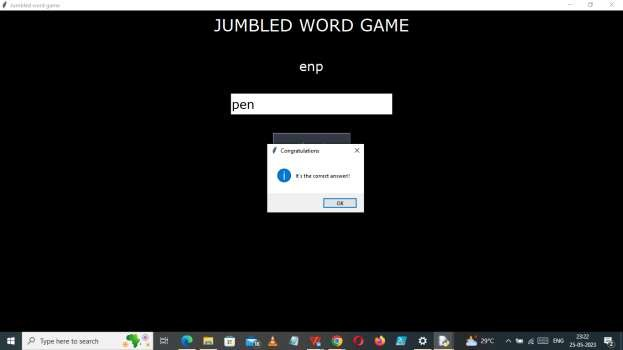 Jumbled word game
JUMBLED WORD GAME
enp
pen
Congratulations
It's the correct answer!
OK
Type here to search
29°C
ENG
23:22
25-05-2023